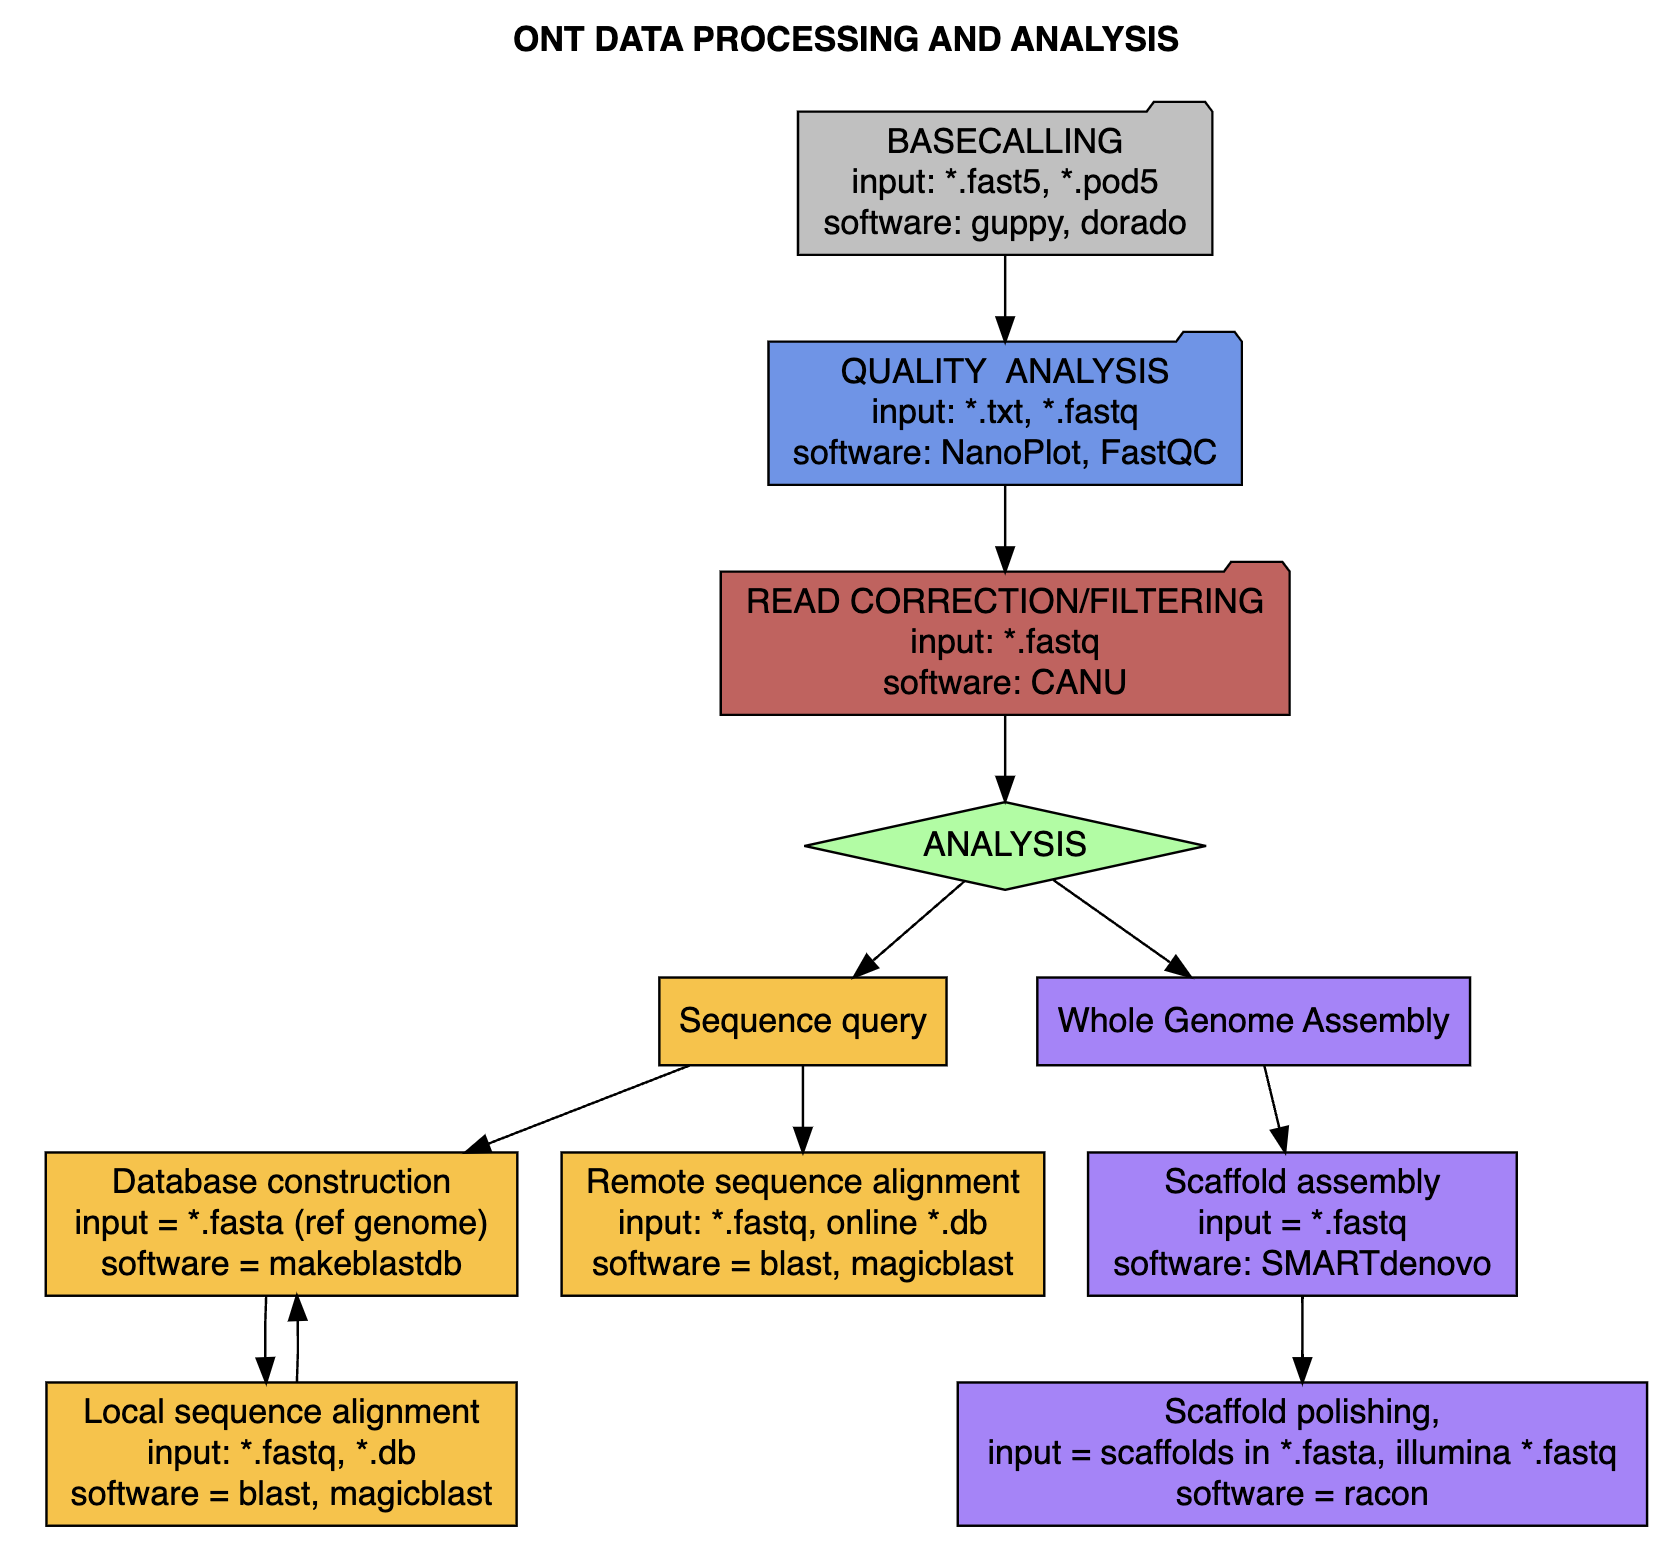 ONT DATA PROCESSING AND ANALYSIS
BASECALLING
input: *.fast5, *.pod5
software: guppy, dorado
QUALITY  ANALYSIS
input: *.txt, *.fastq
software: NanoPlot, FastQC
READ CORRECTION/FILTERING
input: *.fastq
software: CANU
ANALYSIS
Sequence query
Whole Genome Assembly
Database construction
input = *.fasta (ref genome)
software = makeblastdb
Remote sequence alignment
input: *.fastq, online *.db
software = blast, magicblast
Scaffold assembly
input = *.fastq
software: SMARTdenovo
Local sequence alignment
input: *.fastq, *.db
software = blast, magicblast
Scaffold polishing,
input = scaffolds in *.fasta, illumina *.fastq
software = racon